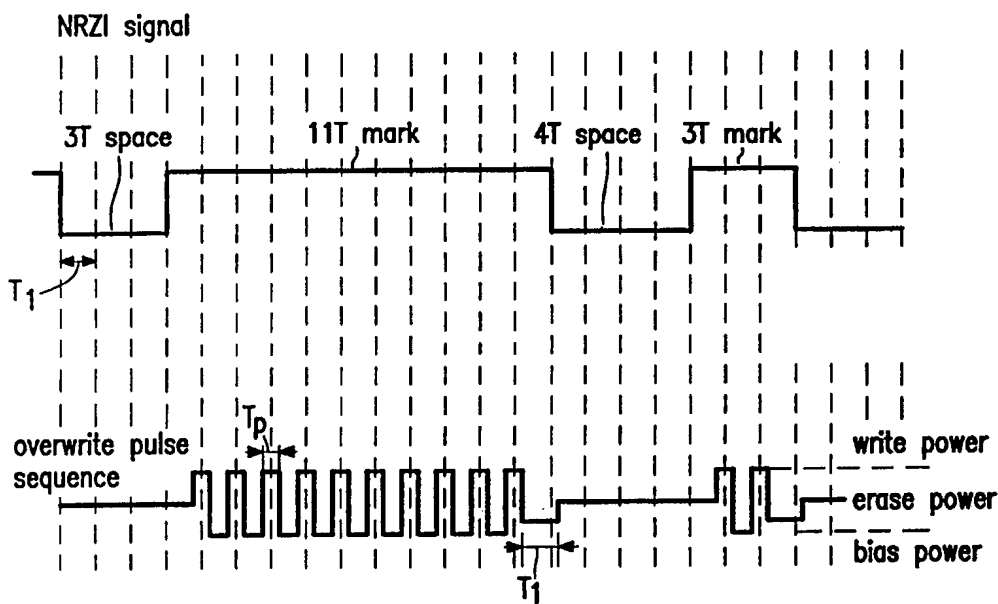 NRZI signal
3T space
11T mark
4T space
3T mark
T1
Tp
overwrite pulse
sequence
write power
erase power
bias power
T1